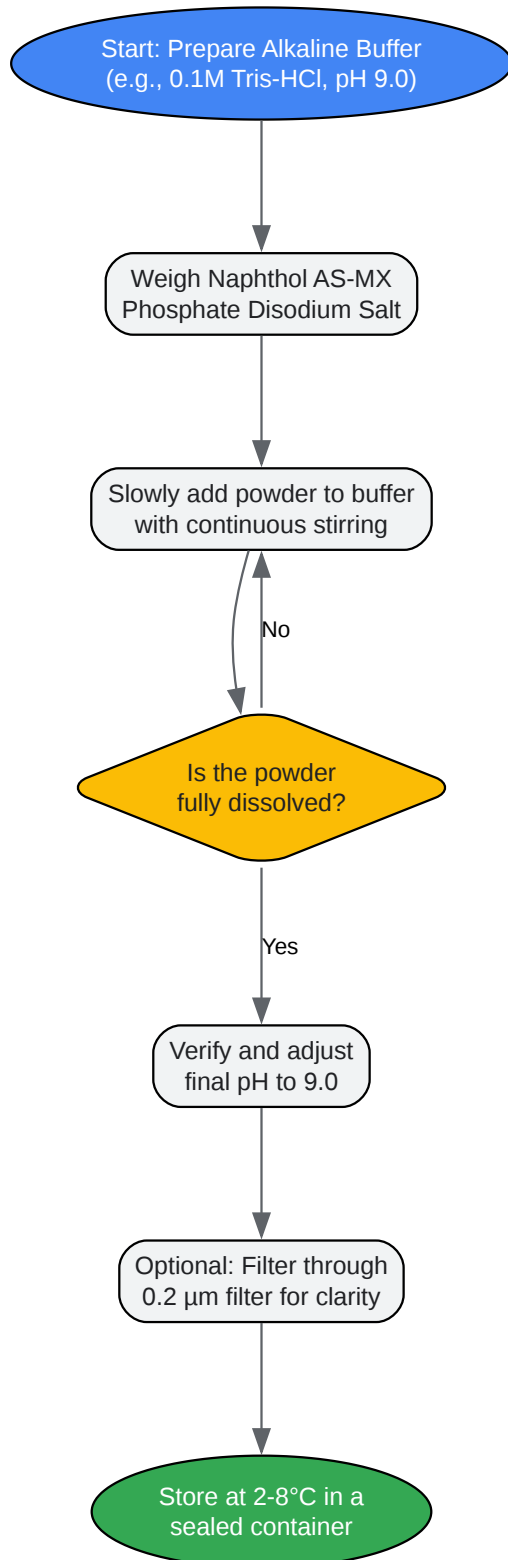 Start: Prepare Alkaline Buffer
(e.g., 0.1M Tris-HCl, pH 9.0)
Weigh Naphthol AS-MX
Phosphate Disodium Salt
Slowly add powder to buffer
with continuous stirring
No
Is the powder
fully dissolved?
Yes
Verify and adjust
final pH to 9.0
Optional: Filter through
0.2 µm filter for clarity
Store at 2-8°C in a
sealed container